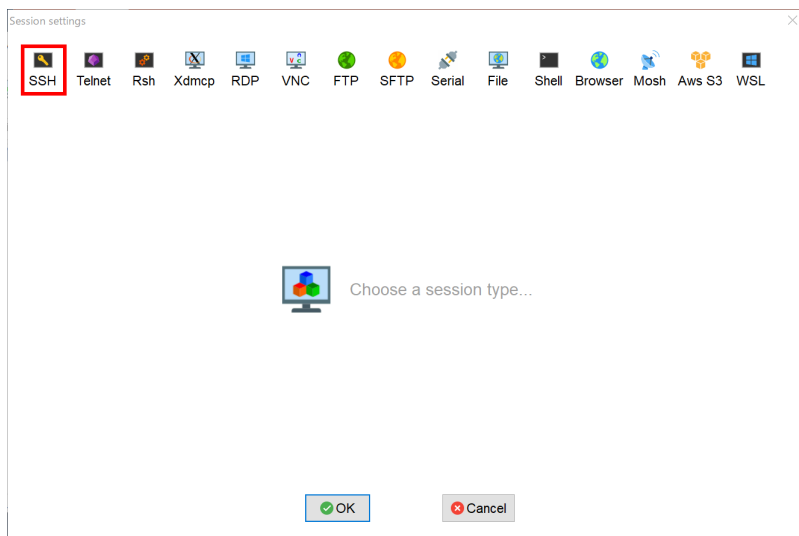 Session settings
SSH Telnet Rsh Xdmcp RDP VNC FTP SFTP Serial File Shell Browser Mosh Aws S3 WSL
Choose a session type...
OK Cancel